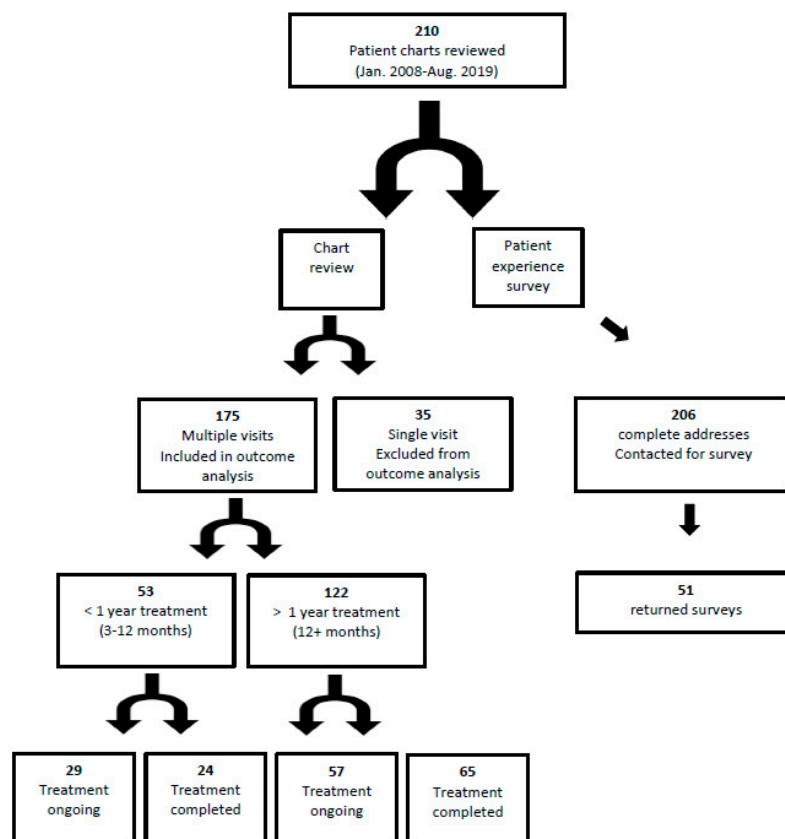 210
Patient charts reviewed
(Jan. 2008-Aug. 2019)
Chart
review
Patient
experience
survey
175
Multiple visits
Included in outcome
analysis
35
Single visit
Excluded from
outcome analysis
206
complete addresses
Contacted for survey
53
< 1 year treatment
(3-12 months)
122
> 1 year treatment
(12+ months)
51
returned surveys
29
Treatment
ongoing
24
Treatment
completed
57
Treatment
ongoing
65
Treatment
completed